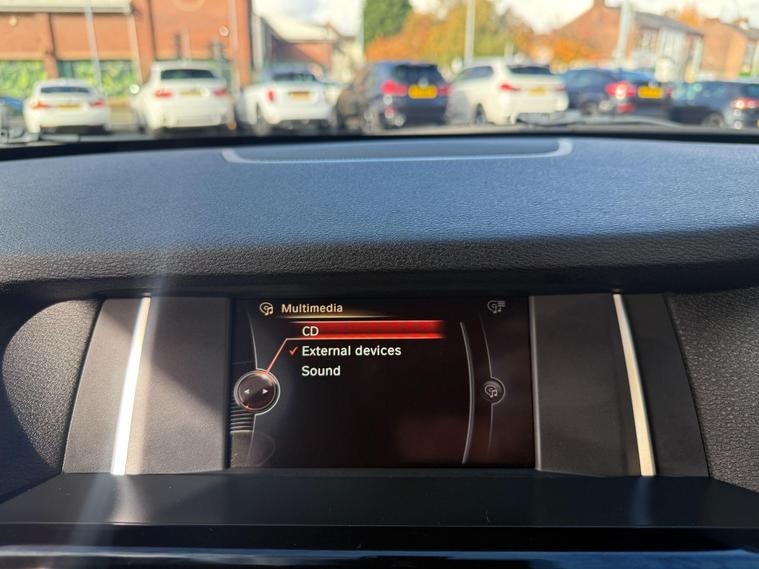 Multimedia
CD
External devices
Sound